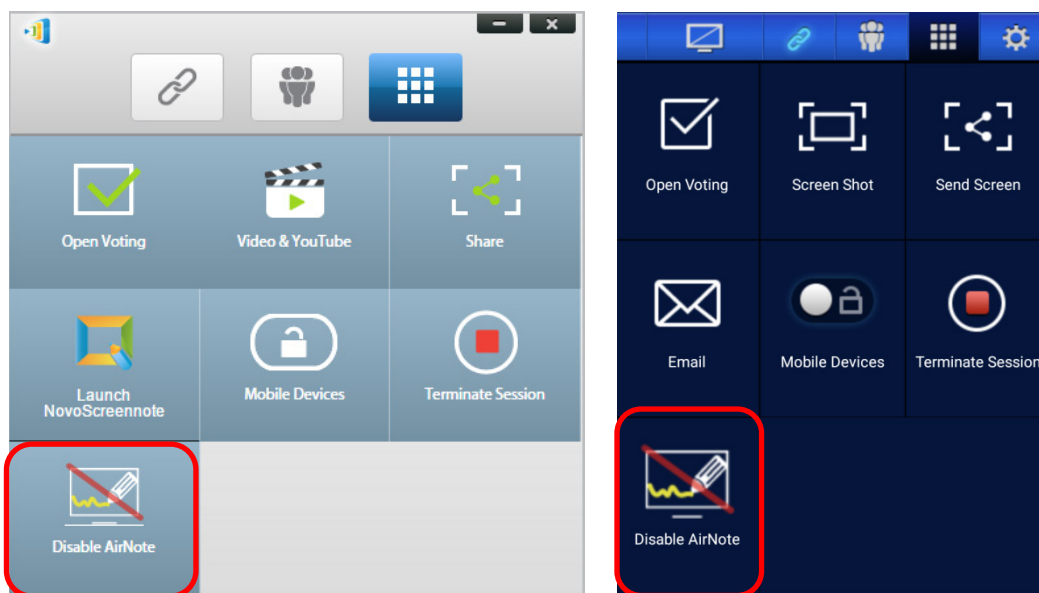 Open Voting
Video & YouTube
Share
Launch
NovoScreennote
Mobile Devices
Terminate Session
Disable AirNote
Open Voting
Screen Shot
Send Screen
Email
Mobile Devices
Terminate Session
Disable AirNote